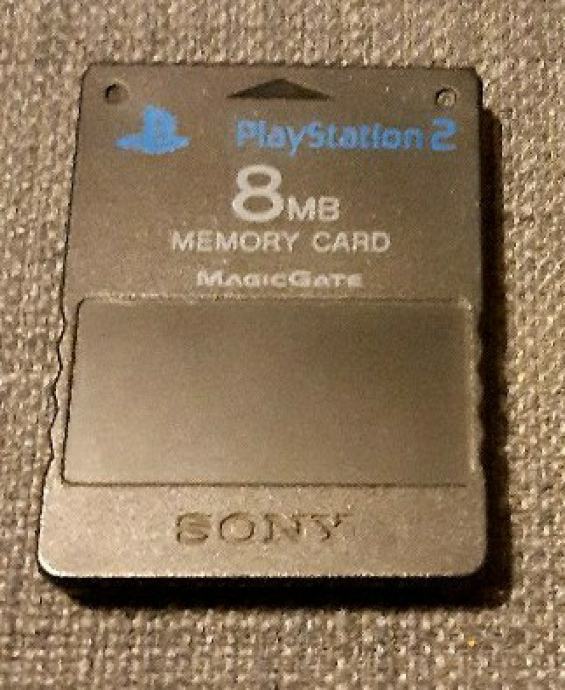 PlayStation 2
8MB
MEMORY CARD
MAGICGATE
SONY